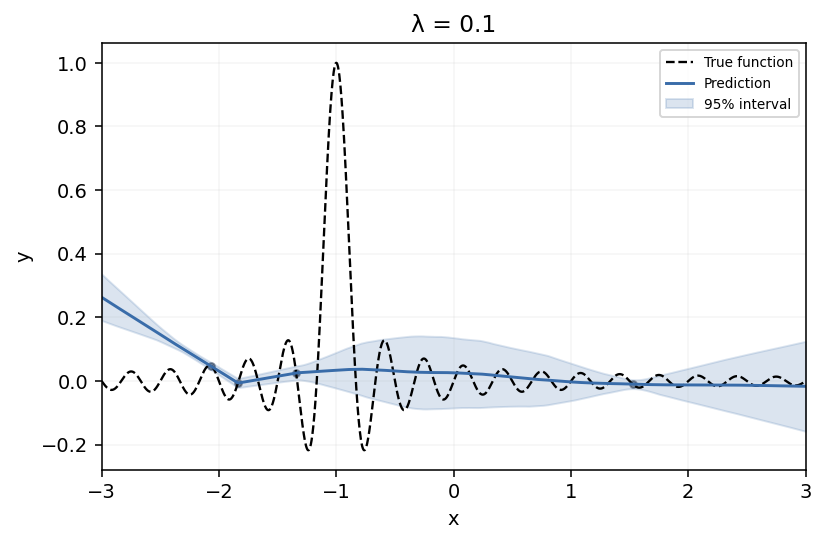 λ = 0.1
1.0
0.8
0.6
0.4
0.2
0.0
−0.2
y
−3
−2
−1
0
1
2
3
x
True function
Prediction
95% interval